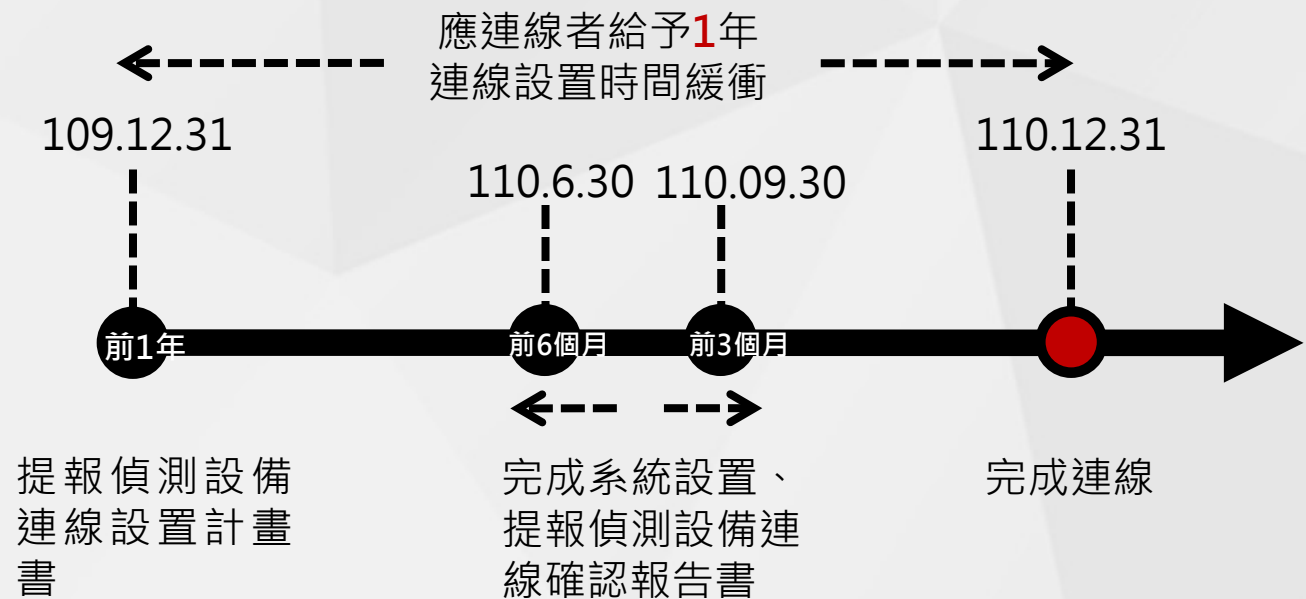 應連線者給予1年
連線設置時間緩衝
109.12.31
110.12.31
110.6.30
110.09.30
前1年
前6個月
前3個月
提報偵測設備
連線設置計畫
書
完成系統設置、
提報偵測設備連
線確認報告書
完成連線